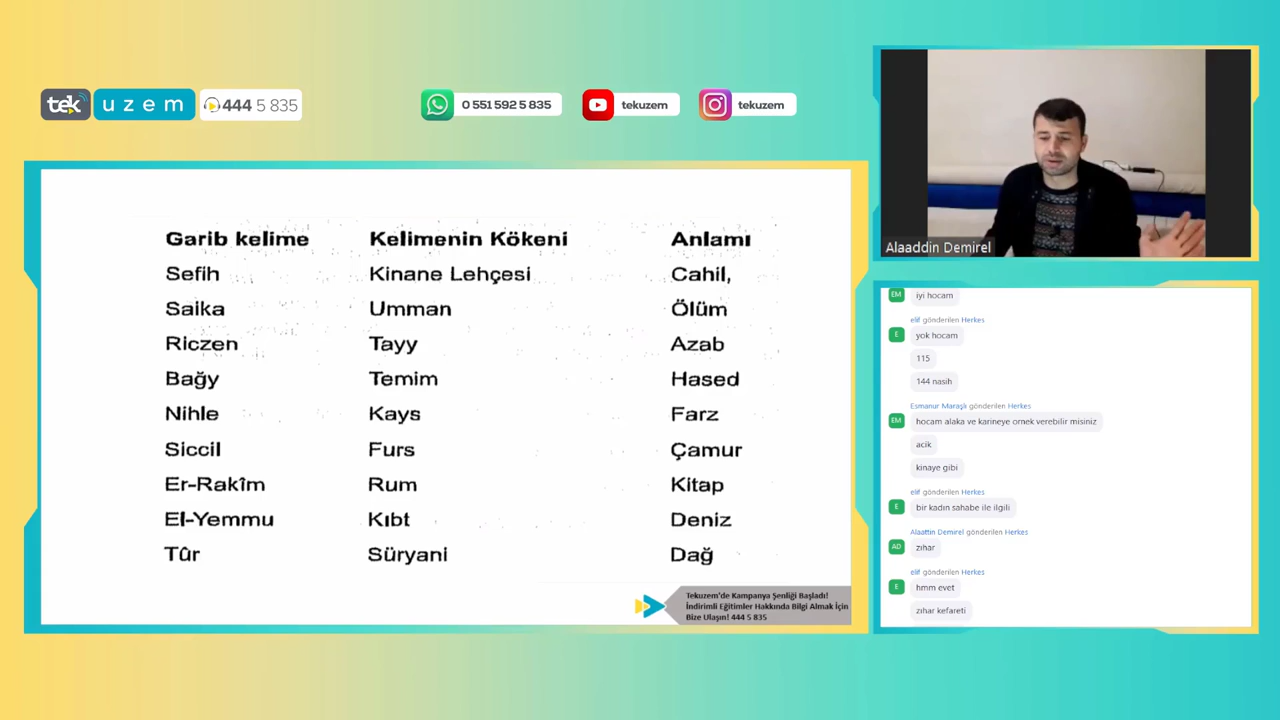 tek uzem 444 5 835
0 551 592 5 835
tekuzem
tekuzem
Garib kelime Kelimenin Kökeni Anlamı
Sefih Kinane Lehçesi Cahil,
Saika Umman Ölüm
Riczen Tayy Azab
Bağy Temim Hased
Nihle Kays Farz
Siccil Furs Çamur
Er-Rakîm Rum Kitap
El-Yemmu Kıbt Deniz
Tûr Süryani Dağ
Tekuzem'de Kampanya Şenliği Başladı!
İndirimli Eğitimler Hakkında Bilgi Almak İçin
Bize Ulaşın! 444 5 835
Alaaddin Demirel
EM iyi hocam
elif gönderilen Herkes
E yok hocam
115
144 nasih
Esmanur Maraşlı gönderilen Herkes
EM hocam alaka ve karineye ornek verebilir misiniz
acik
kinaye gibi
elif gönderilen Herkes
E bir kadın sahabe ile ilgili
Alaattin Demirel gönderilen Herkes
AD zıhar
elif gönderilen Herkes
E hmm evet
zıhar kefareti